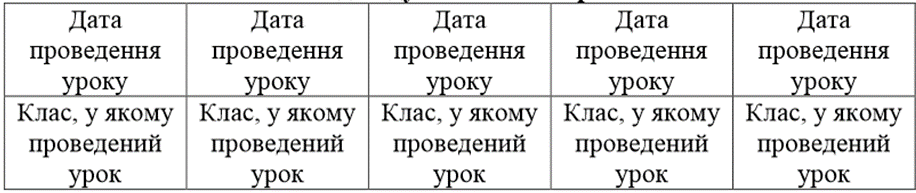 Дата проведення уроку Дата проведення уроку Дата проведення уроку Дата проведення уроку Дата проведення уроку
Клас, у якому проведений урок Клас, у якому проведений урок Клас, у якому проведений урок Клас, у якому проведений урок Клас, у якому проведений урок